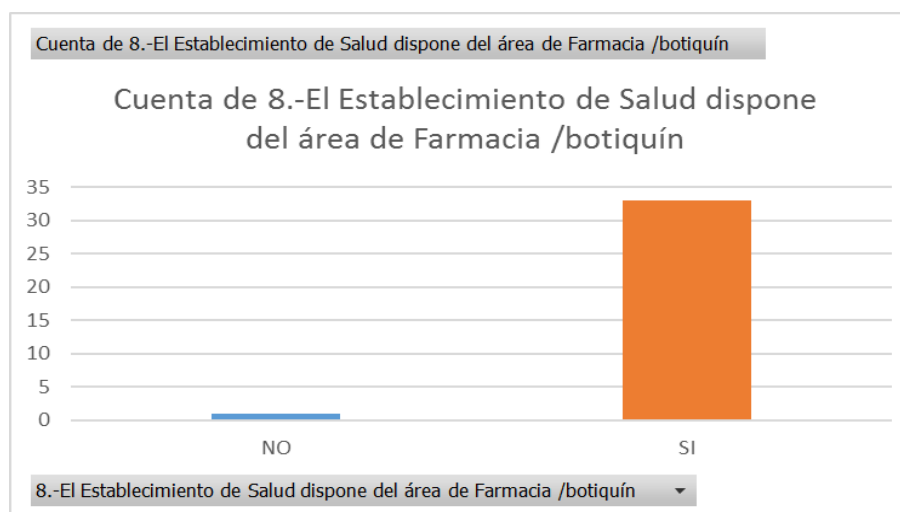 Cuenta de 8.-El Establecimiento de Salud dispone del área de Farmacia /botiquín
Cuenta de 8.-El Establecimiento de Salud dispone
del área de Farmacia /botiquín
35
30
25
20
15
10
5
0
NO SI
8.-El Establecimiento de Salud dispone del área de Farmacia /botiquín